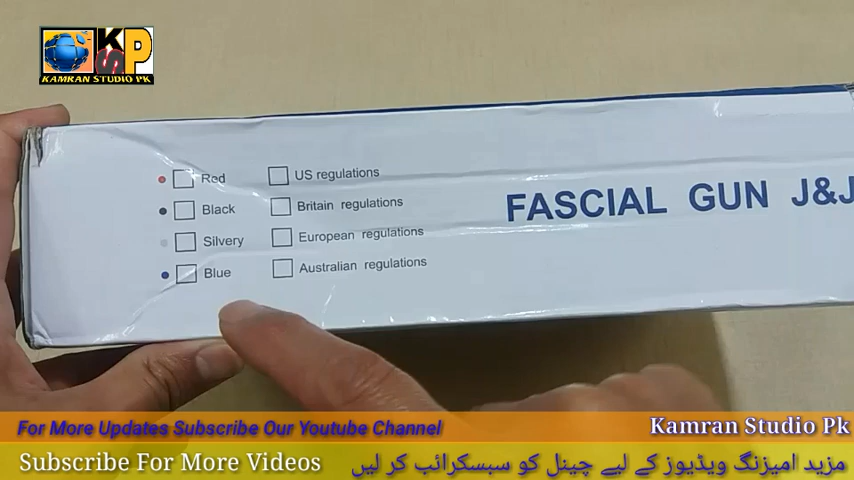 KSP
KAMRAN STUDIO PK
Red
Black
Silvery
Blue
US regulations
Britain regulations
European regulations
Australian regulations
FASCIAL GUN J&J
For More Updates Subscribe Our Youtube Channel
Kamran Studio Pk
Subscribe For More Videos
مزید امیزنگ ویڈیوز کے لیے چینل کو سبسکرائب کر لیں